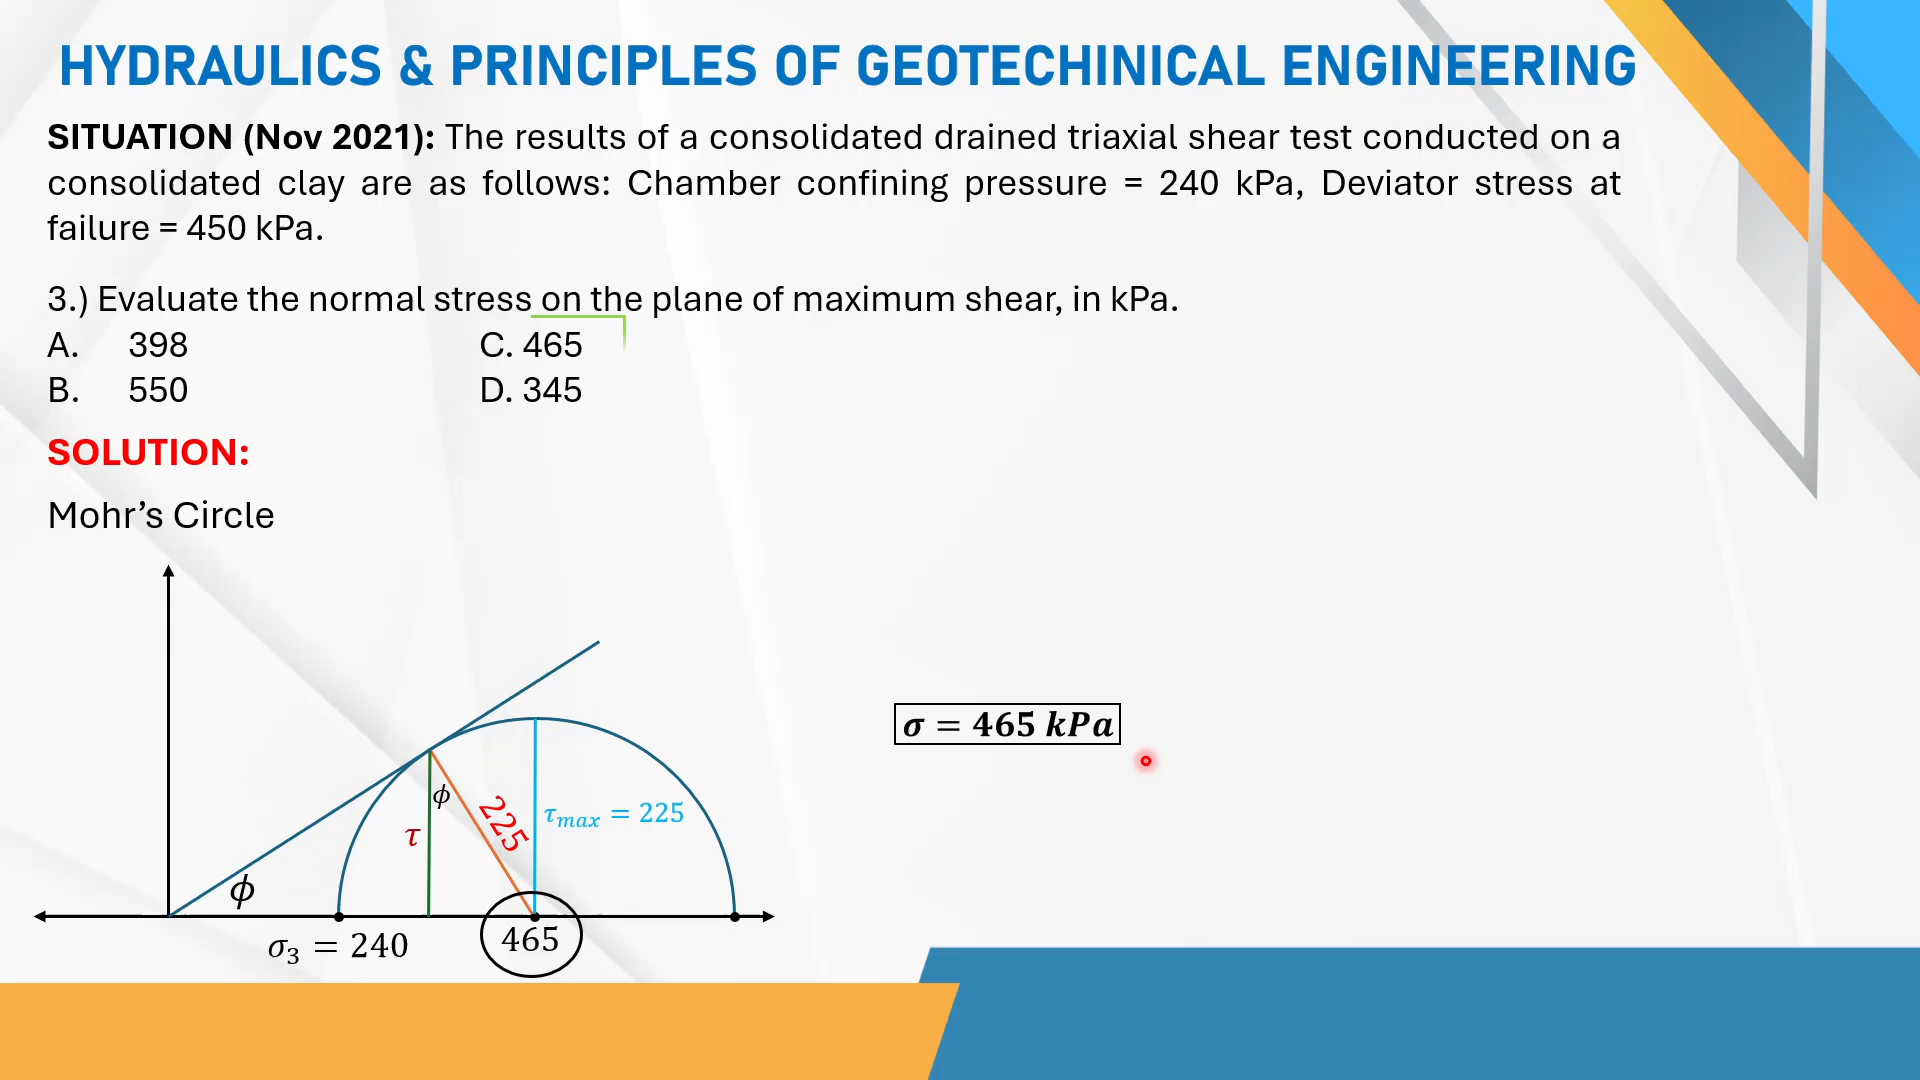 HYDRAULICS & PRINCIPLES OF GEOTECHINICAL ENGINEERING
SITUATION (Nov 2021): The results of a consolidated drained triaxial shear test conducted on a
consolidated clay are as follows: Chamber confining pressure = 240 kPa, Deviator stress at
failure = 450 kPa.
3.) Evaluate the normal stress on the plane of maximum shear, in kPa.
A. 398 C. 465
B. 550 D. 345
SOLUTION:
Mohr’s Circle
σ = 465 kPa
ϕ
225
τ
τmax = 225
ϕ
σ3 = 240
465